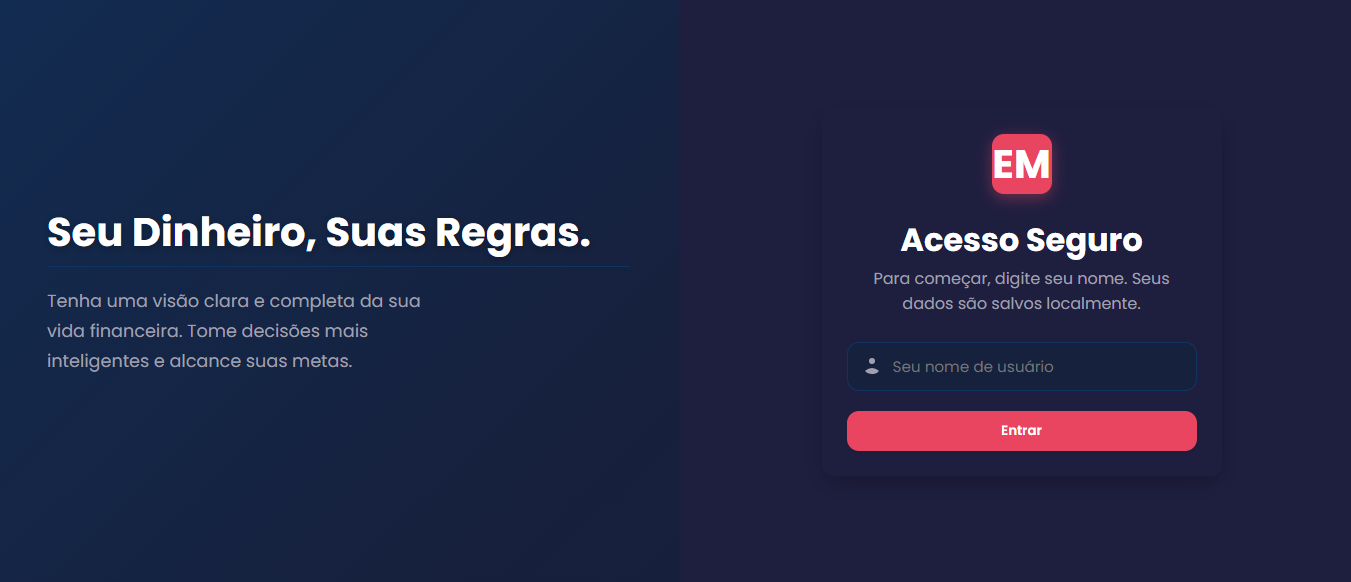 Seu Dinheiro, Suas Regras.
Tenha uma visão clara e completa da sua
vida financeira. Tome decisões mais
inteligentes e alcance suas metas.
EM
Acesso Seguro
Para começar, digite seu nome. Seus
dados são salvos localmente.
Seu nome de usuário
Entrar